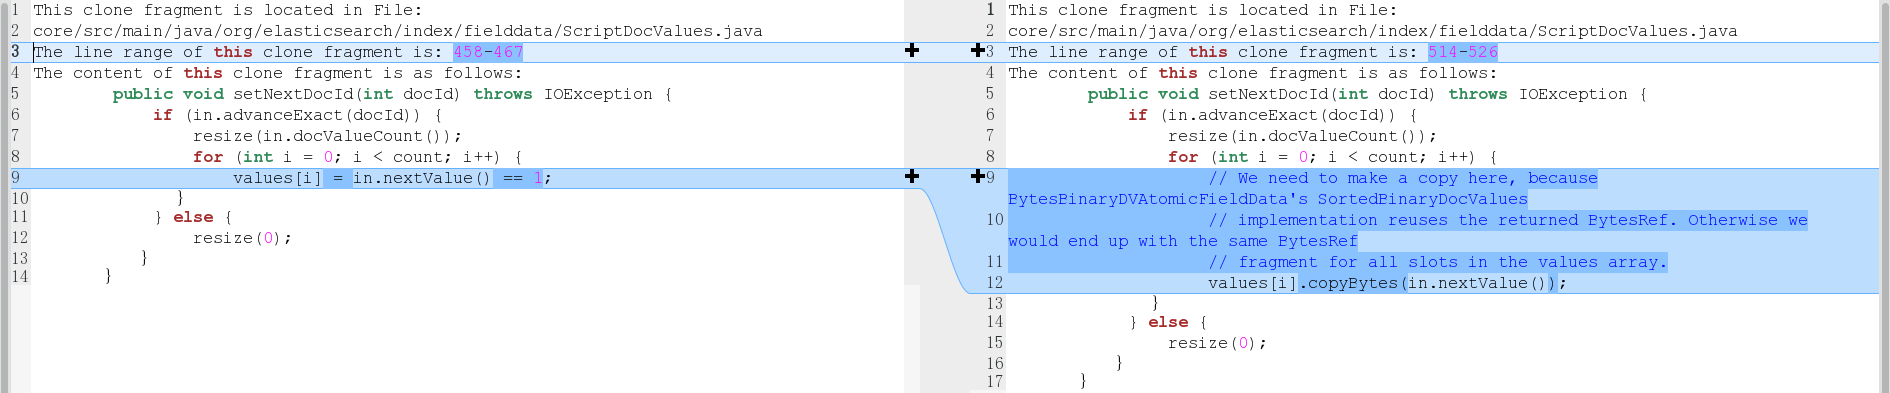 1 This clone fragment is located in File:
2 core/src/main/java/org/elasticsearch/index/fielddata/ScriptDocValues.java
3 The line range of this clone fragment is: 458-467
4 The content of this clone fragment is as follows:
5 public void setNextDocId(int docId) throws IOException {
6 if (in.advanceExact(docId)) {
7 resize(in.docValueCount());
8 for (int i = 0; i < count; i++) {
9 values[i] = in.nextValue() == 1;
10 }
11 } else {
12 resize(0);
13 }
14 }
1 This clone fragment is located in File:
2 core/src/main/java/org/elasticsearch/index/fielddata/ScriptDocValues.java
3 The line range of this clone fragment is: 514-526
4 The content of this clone fragment is as follows:
5 public void setNextDocId(int docId) throws IOException {
6 if (in.advanceExact(docId)) {
7 resize(in.docValueCount());
8 for (int i = 0; i < count; i++) {
9 // We need to make a copy here, because
BytesBinaryDVAtomicFieldData's SortedBinaryDocValues
10 // implementation reuses the returned BytesRef. Otherwise we
would end up with the same BytesRef
11 // fragment for all slots in the values array.
12 values[i].copyBytes(in.nextValue());
13 }
14 } else {
15 resize(0);
16 }
17 }